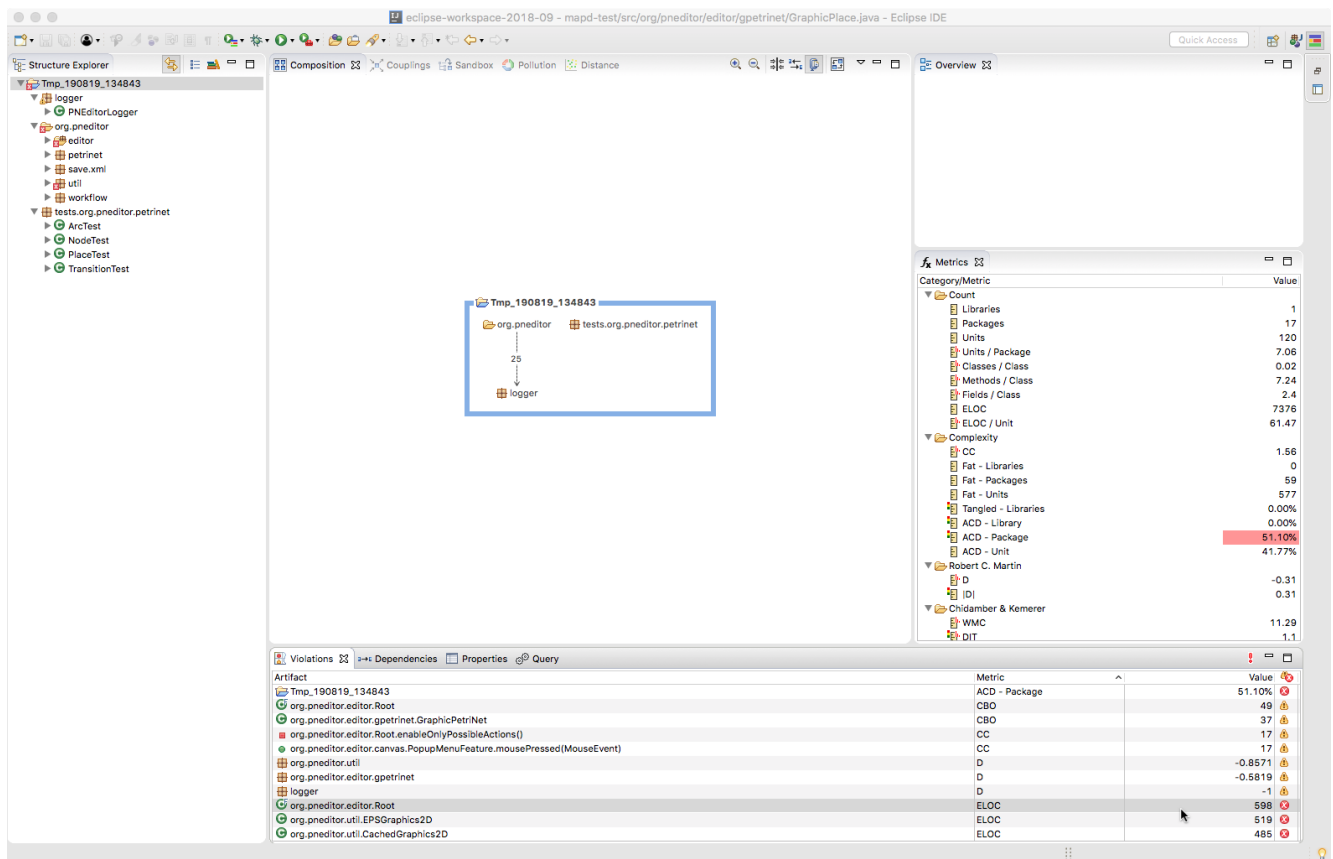 eclipse-workspace-2018-09 - mapd-test/src/org/pneditor/editor/gpetrinet/GraphicPlace.java - Eclipse IDE
Quick Access
Structure Explorer
Tmp_190819_134843
logger
PNEditorLogger
org.pneditor
editor
petrinet
save.xml
util
workflow
tests.org.pneditor.petrinet
ArcTest
NodeTest
PlaceTest
TransitionTest
Composition Couplings Sandbox Pollution Distance
Tmp_190819_134843
org.pneditor tests.org.pneditor.petrinet
25
logger
Overview
Metrics
Category/Metric Value
Count
Libraries 1
Packages 17
Units 120
Units / Package 7.06
Classes / Class 0.02
Methods / Class 7.24
Fields / Class 2.4
ELOC 7376
ELOC / Unit 61.47
Complexity
CC 1.56
Fat - Libraries 0
Fat - Packages 59
Fat - Units 577
Tangled - Libraries 0.00%
ACD - Library 0.00%
ACD - Package 51.10%
ACD - Unit 41.77%
Robert C. Martin
D -0.31
|D| 0.31
Chidamber & Kemerer
WMC 11.29
DIT 1.1
Violations Dependencies Properties Query
Artifact Metric Value
Tmp_190819_134843 ACD - Package 51.10%
org.pneditor.editor.Root CBO 49
org.pneditor.editor.gpetrinet.GraphicPetriNet CBO 37
org.pneditor.editor.Root.enableOnlyPossibleActions() CC 17
org.pneditor.editor.canvas.PopupMenuFeature.mousePressed(MouseEvent) CC 17
org.pneditor.util D -0.8571
org.pneditor.editor.gpetrinet D -0.5819
logger D -1
org.pneditor.editor.Root ELOC 598
org.pneditor.util.EPSGraphics2D ELOC 519
org.pneditor.util.CachedGraphics2D ELOC 485